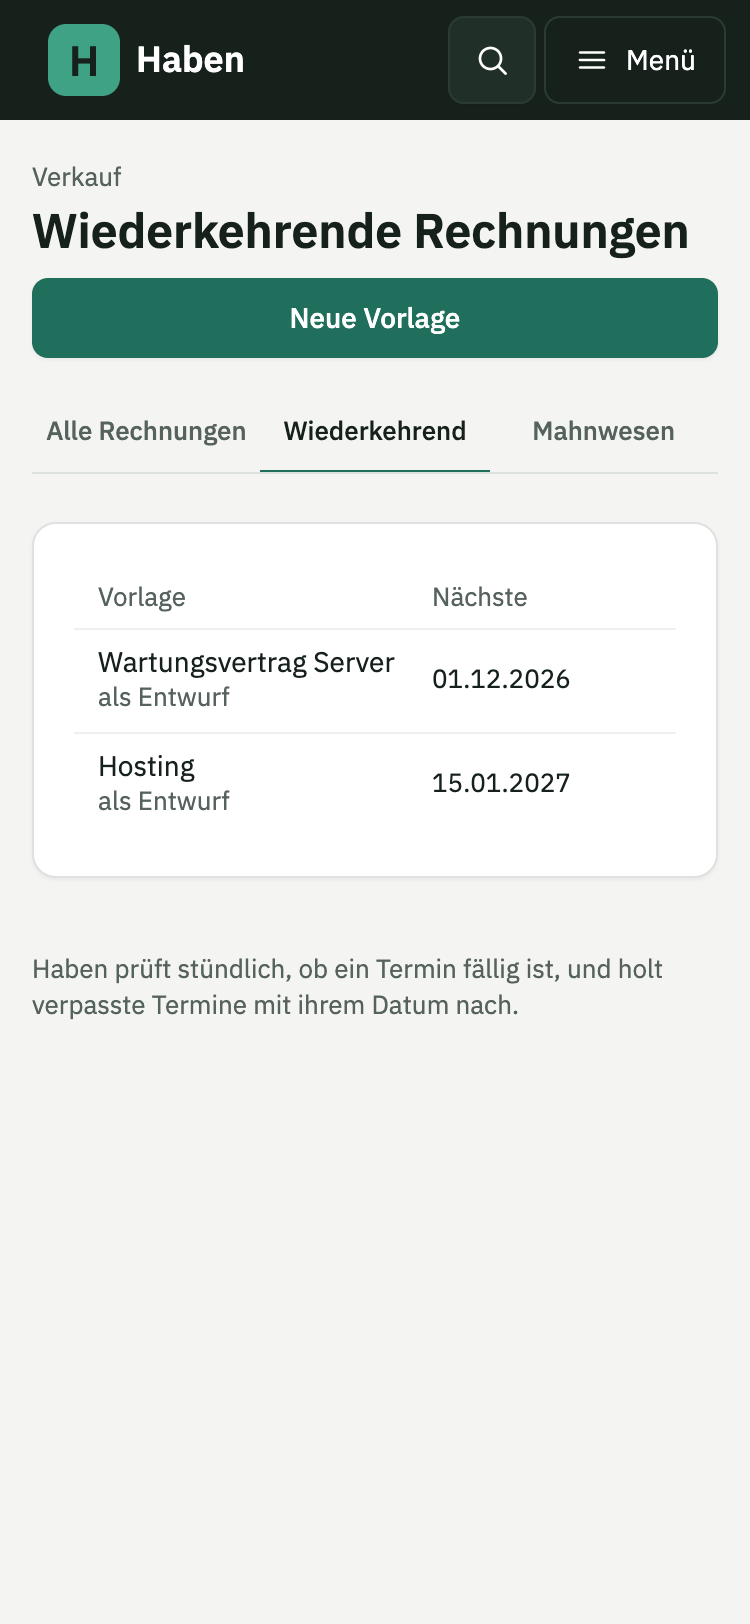 H Haben Menü
Verkauf
Wiederkehrende Rechnungen
Neue Vorlage
Alle Rechnungen Wiederkehrend Mahnwesen
Vorlage Nächste
Wartungsvertrag Server
als Entwurf
01.12.2026
Hosting
als Entwurf
15.01.2027
Haben prüft stündlich, ob ein Termin fällig ist, und holt
verpasste Termine mit ihrem Datum nach.